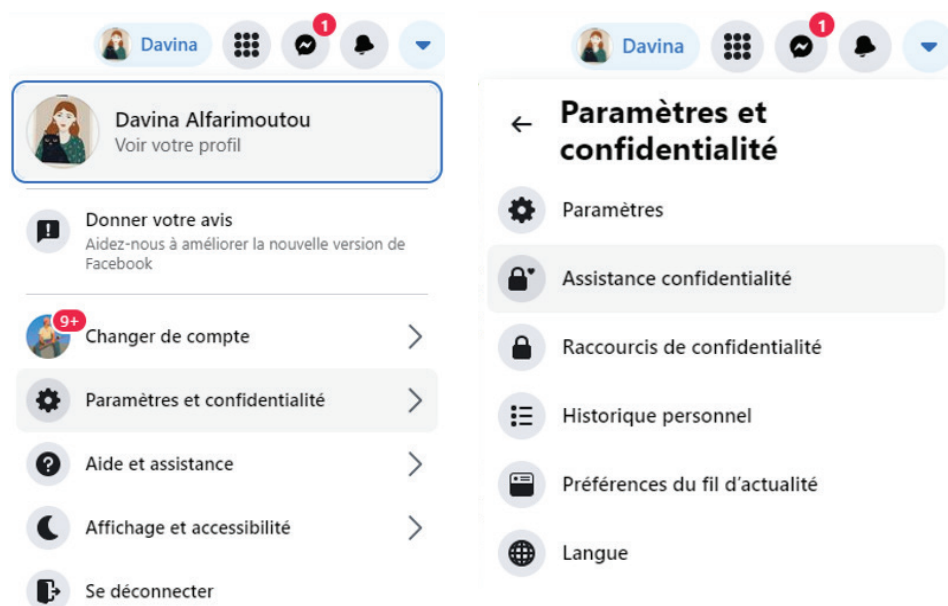 Davina
1
Davina Alfarimoutou
Voir votre profil
Donner votre avis
Aidez-nous à améliorer la nouvelle version de
Facebook
9+
Changer de compte
Paramètres et confidentialité
Aide et assistance
Affichage et accessibilité
Se déconnecter
Davina
1
Paramètres et
confidentialité
Paramètres
Assistance confidentialité
Raccourcis de confidentialité
Historique personnel
Préférences du fil d'actualité
Langue